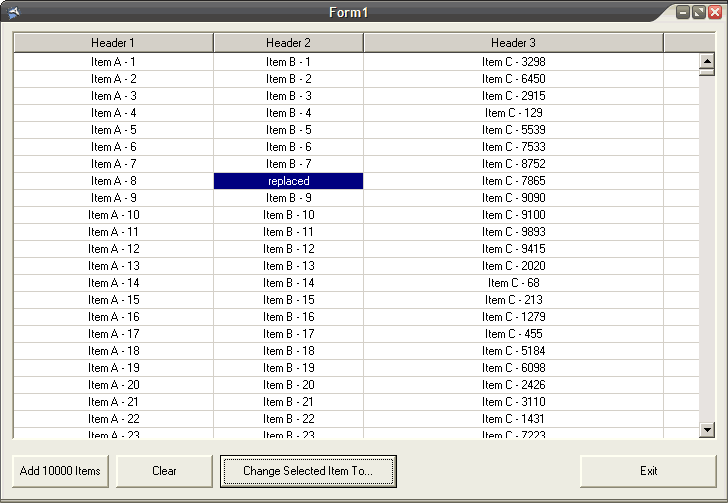 Form1
Header 1 Header 2 Header 3
Item A - 1 Item B - 1 Item C - 3298
Item A - 2 Item B - 2 Item C - 6450
Item A - 3 Item B - 3 Item C - 2915
Item A - 4 Item B - 4 Item C - 129
Item A - 5 Item B - 5 Item C - 5539
Item A - 6 Item B - 6 Item C - 7533
Item A - 7 Item B - 7 Item C - 8752
Item A - 8 replaced Item C - 7865
Item A - 9 Item B - 9 Item C - 9090
Item A - 10 Item B - 10 Item C - 9100
Item A - 11 Item B - 11 Item C - 9893
Item A - 12 Item B - 12 Item C - 9415
Item A - 13 Item B - 13 Item C - 2020
Item A - 14 Item B - 14 Item C - 68
Item A - 15 Item B - 15 Item C - 213
Item A - 16 Item B - 16 Item C - 1279
Item A - 17 Item B - 17 Item C - 455
Item A - 18 Item B - 18 Item C - 5184
Item A - 19 Item B - 19 Item C - 6098
Item A - 20 Item B - 20 Item C - 2426
Item A - 21 Item B - 21 Item C - 3110
Item A - 22 Item B - 22 Item C - 1431
Item A - 23 Item B - 23 Item C - 7223
Add 10000 Items Clear Change Selected Item To... Exit